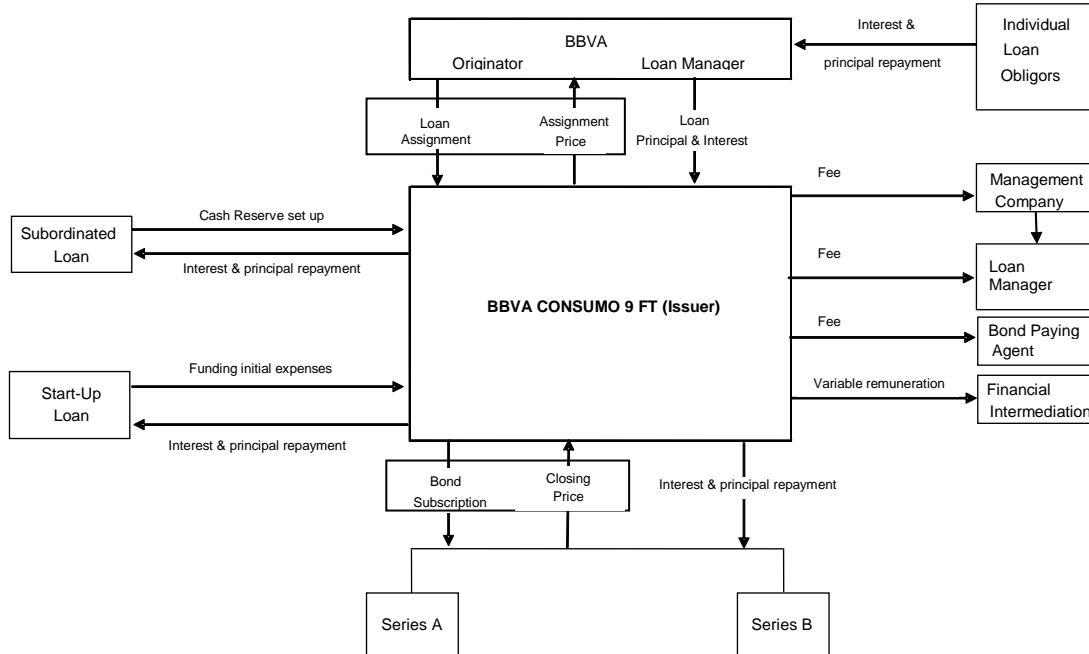 BBVA
Originator Loan Manager
Interest &
principal repayment
Individual
Loan
Obligors
Loan
Assignment
Assignment
Price
Loan
Principal & Interest
Fee
Management
Company
Cash Reserve set up
Subordinated
Loan
Interest & principal repayment
Fee
Loan
Manager
BBVA CONSUMO 9 FT (Issuer)
Fee
Bond Paying
Agent
Funding initial expenses
Start-Up
Loan
Interest & principal repayment
Variable remuneration
Financial
Intermediation
Bond
Subscription
Closing
Price
Interest & principal repayment
Series A
Series B